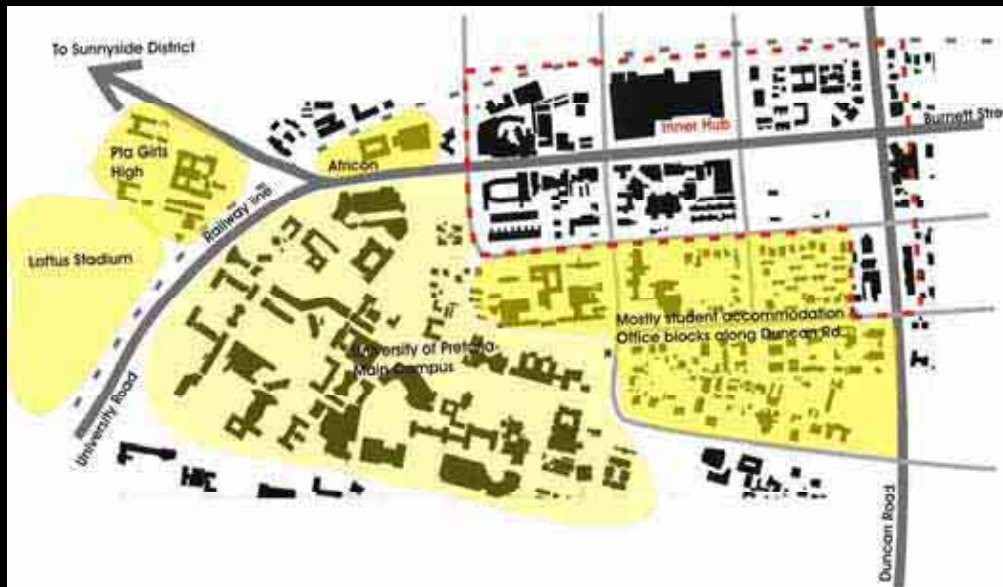 To Sunnyside District
Burnett Stre
Inner Hub
Pta Girls
High
Africon
Railway line
Loftus Stadium
Mostly student accommodation
Office blocks along Duncan Rd
University of Pretoria
Main Campus
University Road
Duncan Road